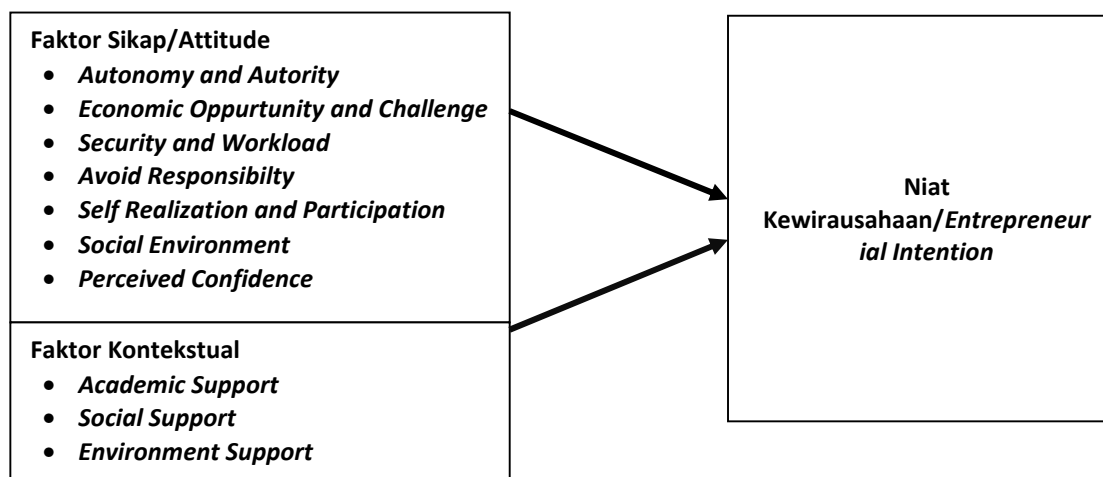 Faktor Sikap/Attitude
• Autonomy and Autority
• Economic Oppurtunity and Challenge
• Security and Workload
• Avoid Responsibilty
• Self Realization and Participation
• Social Environment
• Perceived Confidence
Faktor Kontekstual
• Academic Support
• Social Support
• Environment Support
Niat
Kewirausahaan/Entrepreneur
ial Intention